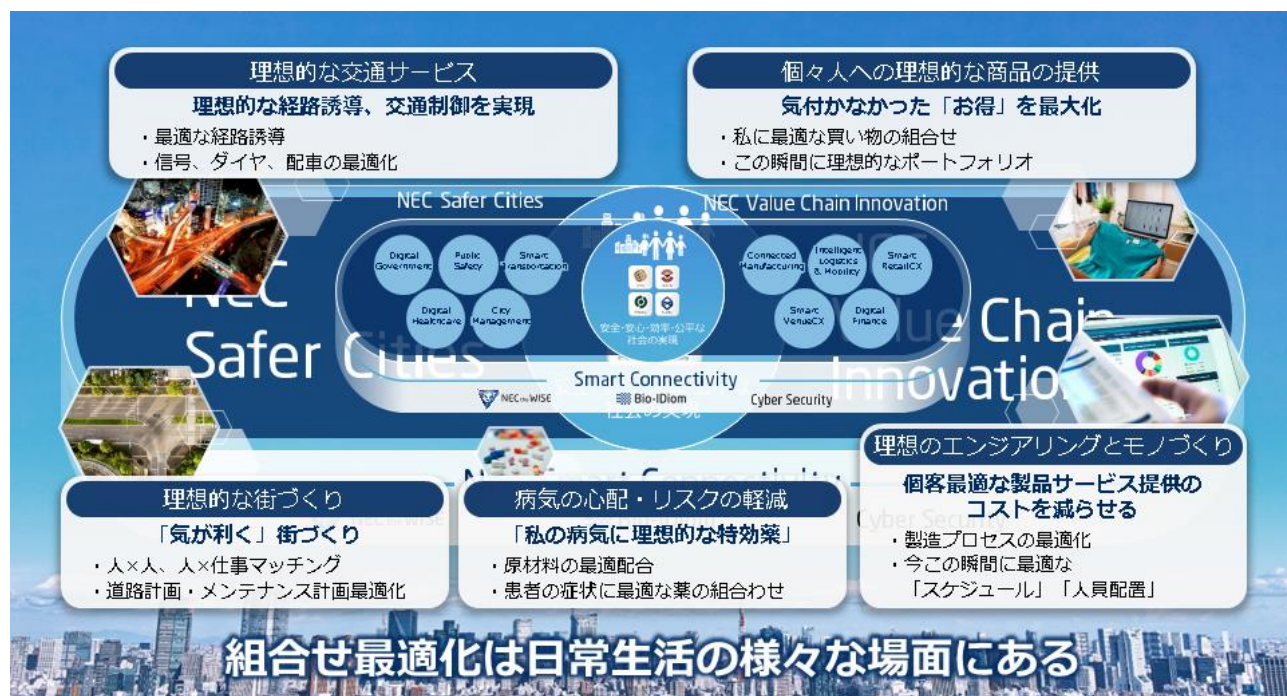 理想的な交通サービス
理想的な経路誘導、交通制御を実現
・最適な経路誘導
・信号、ダイヤ、配車の最適化
個々人への理想的な商品の提供
気付かなかった「お得」を最大化
・私に最適な買い物の組合せ
・この瞬間に理想的なポートフォリオ
NEC Safer Cities
NEC Value Chain Innovation
Digital Government
Public Safety
Smart Transportation
Digital Healthcare
City Management
Connected Manufacturing
Intelligent Logistics & Mobility
Smart RetailCX
Smart VenueCX
Digital Finance
安全・安心・効率・公平な
社会の実現
NEC
Safer Cities
Value Chain
Innovation
Smart Connectivity
NEC the WISE
Bio-IDiom
Cyber Security
社会の実現
NEC Smart Connectivity
Cyber Security
理想的な街づくり
「気が利く」街づくり
・人×人、人×仕事マッチング
・道路計画・メンテナンス計画最適化
病気の心配・リスクの軽減
「私の病気に理想的な特効薬」
・原材料の最適配合
・患者の症状に最適な薬の組合わせ
理想のエンジアリングとモノづくり
個客最適な製品サービス提供の
コストを減らせる
・製造プロセスの最適化
・今この瞬間に最適な
「スケジュール」「人員配置」
組合せ最適化は日常生活の様々な場面にある